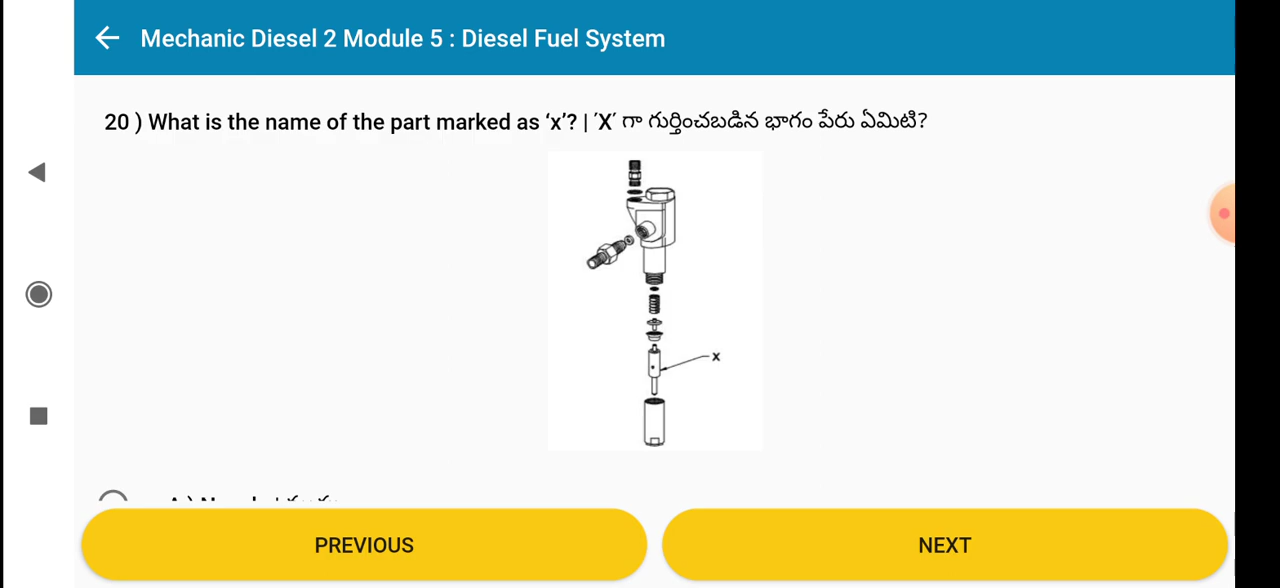 Mechanic Diesel 2 Module 5 : Diesel Fuel System
20 ) What is the name of the part marked as ‘x’? | ′X′ గా గుర్తించబడిన భాగం పేరు ఏమిటి?
X
PREVIOUS
NEXT